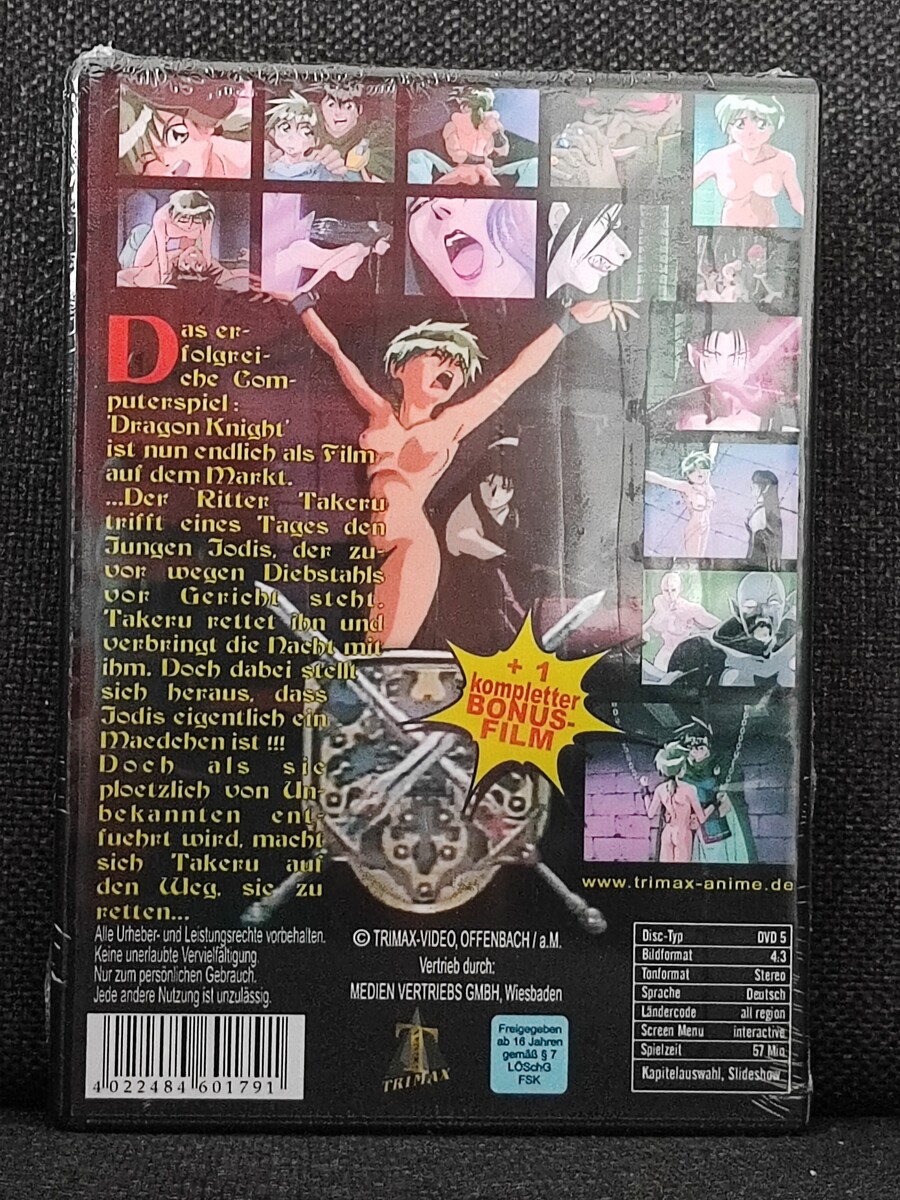 Das er-
folgrei-
che Com-
puterspiel:
'Dragon Knight'
ist nun endlich als Film
auf dem Markt.
...Der Ritter Takeru
trifft eines Tages den
Jungen Jodis, der zu-
vor wegen Diebstahls
vor Gericht steht.
Takeru rettet ihn und
verbringt die Nacht mit
ihm. Doch dabei stellt
sich heraus, dass
Jodis eigentlich ein
Maedchen ist !!!
Doch als sie
ploetzlich von Un-
bekannten ent-
fuehrt wird, macht
sich Takeru auf
den Weg, sie zu
retten...
+ 1
kompletter
BONUS-
FILM
www.trimax-anime.de
Alle Urheber- und Leistungsrechte vorbehalten.
Keine unerlaubte Vervielfältigung.
Nur zum persönlichen Gebrauch.
Jede andere Nutzung ist unzulässig.
© TRIMAX-VIDEO, OFFENBACH / a.M.
Vertrieb durch:
MEDIEN VERTRIEBS GMBH, Wiesbaden
Disc-Typ DVD 5
Bildformat 4:3
Tonformat Stereo
Sprache Deutsch
Ländercode all region
Screen Menu interactive
Spielzeit 57 Min.
Kapitelauswahl, Slideshow
4 022484 601791
TRIMAX
Freigegeben
ab 16 Jahren
gemäß § 7
LÖSchG
FSK